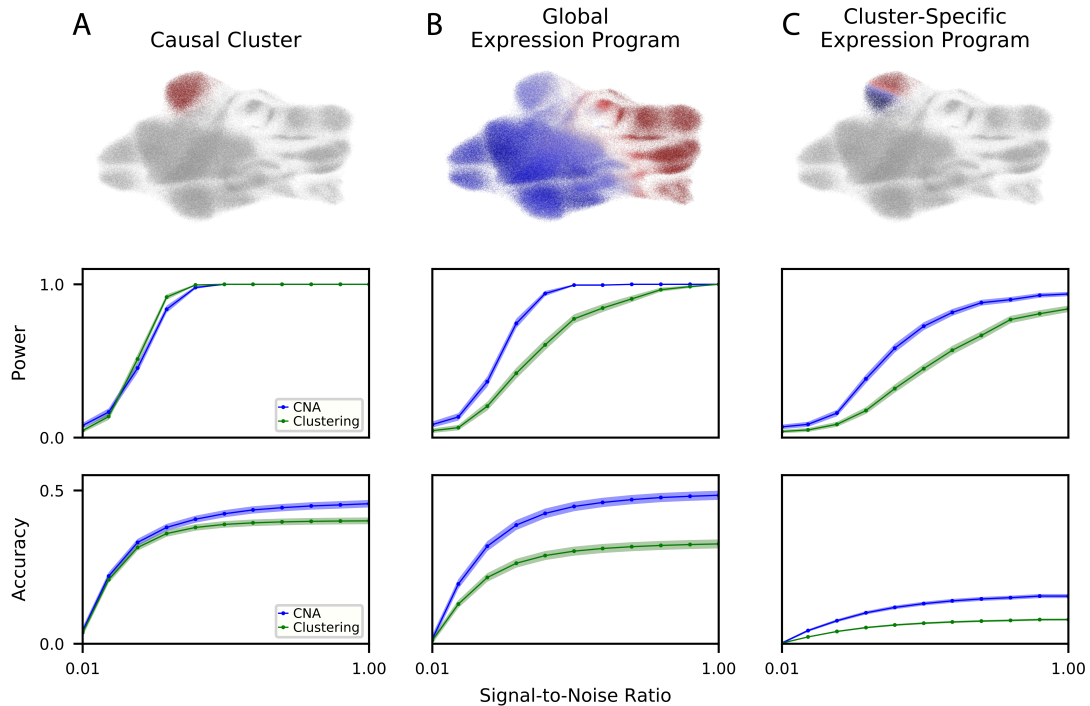 A
Causal Cluster
B
Global
Expression Program
C
Cluster-Specific
Expression Program
Power
1.0
0.0
CNA
Clustering
Accuracy
0.5
0.0
CNA
Clustering
0.01
1.00
0.01
1.00
0.01
1.00
Signal-to-Noise Ratio